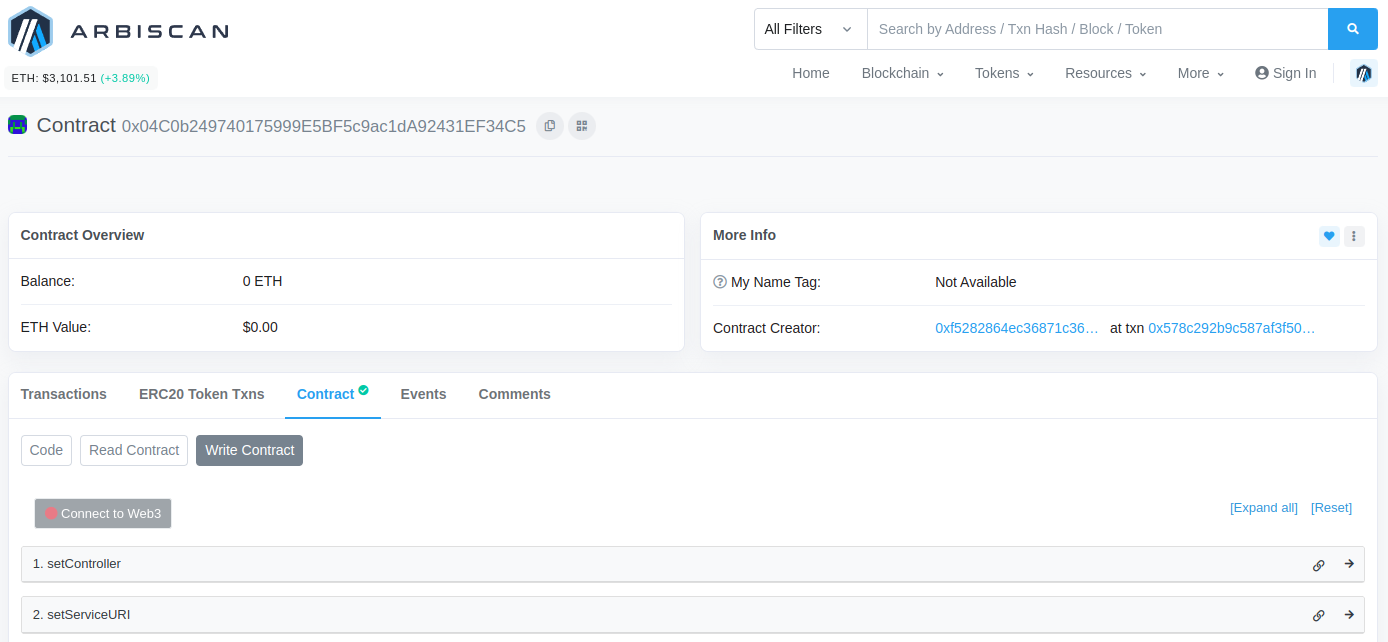 ARBISCAN
All Filters
Search by Address / Txn Hash / Block / Token
ETH: $3,101.51 (+3.89%)
Home Blockchain Tokens Resources More Sign In
Contract 0x04C0b249740175999E5BF5c9ac1dA92431EF34C5
Contract Overview
Balance: 0 ETH
ETH Value: $0.00
More Info
My Name Tag: Not Available
Contract Creator: 0xf5282864ec36871c36... at txn 0x578c292b9c587af3f50...
Transactions ERC20 Token Txns Contract Events Comments
Code Read Contract Write Contract
Connect to Web3
[Expand all] [Reset]
1. setController
2. setServiceURI